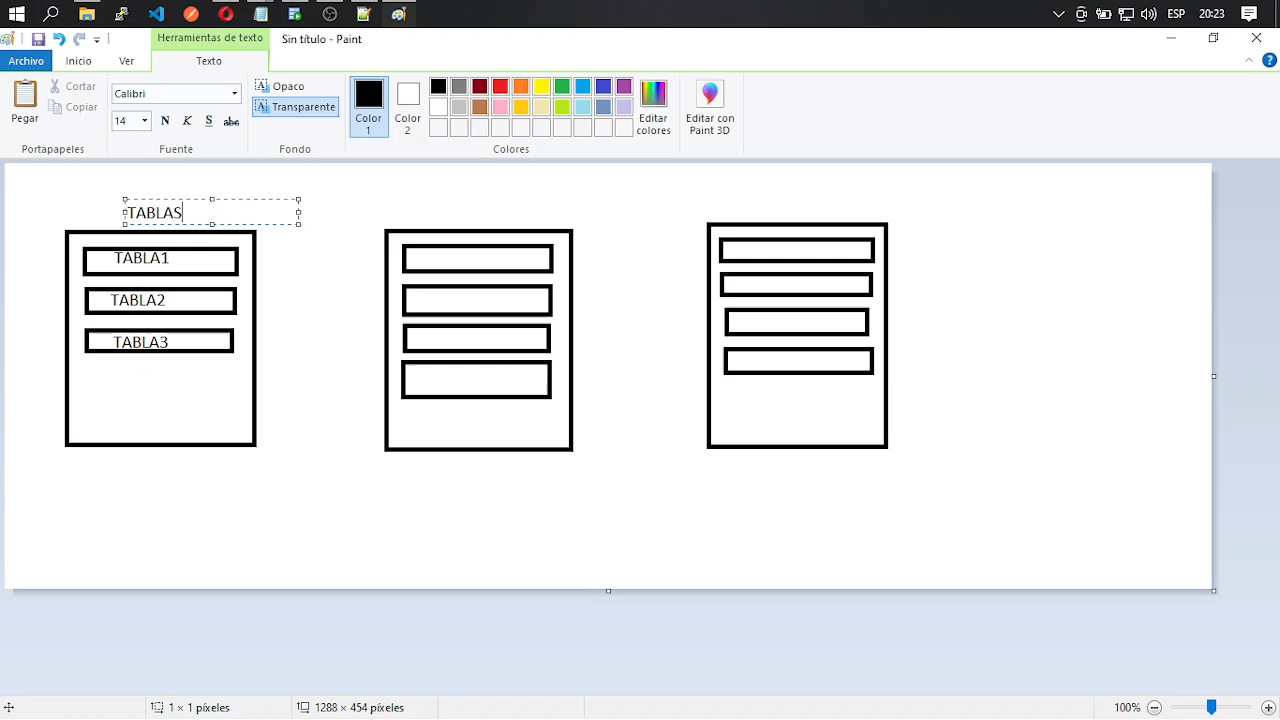 ESP 20:23
Herramientas de texto
Sin título - Paint
Archivo Inicio Ver Texto
Pegar
Cortar
Copiar
Calibri
14 N K S abc
Opaco
Transparente
Color 1
Color 2
Editar colores
Editar con Paint 3D
Portapapeles Fuente Fondo Colores
TABLAS
TABLA1
TABLA2
TABLA3
1 × 1 píxeles 1288 × 454 píxeles 100%